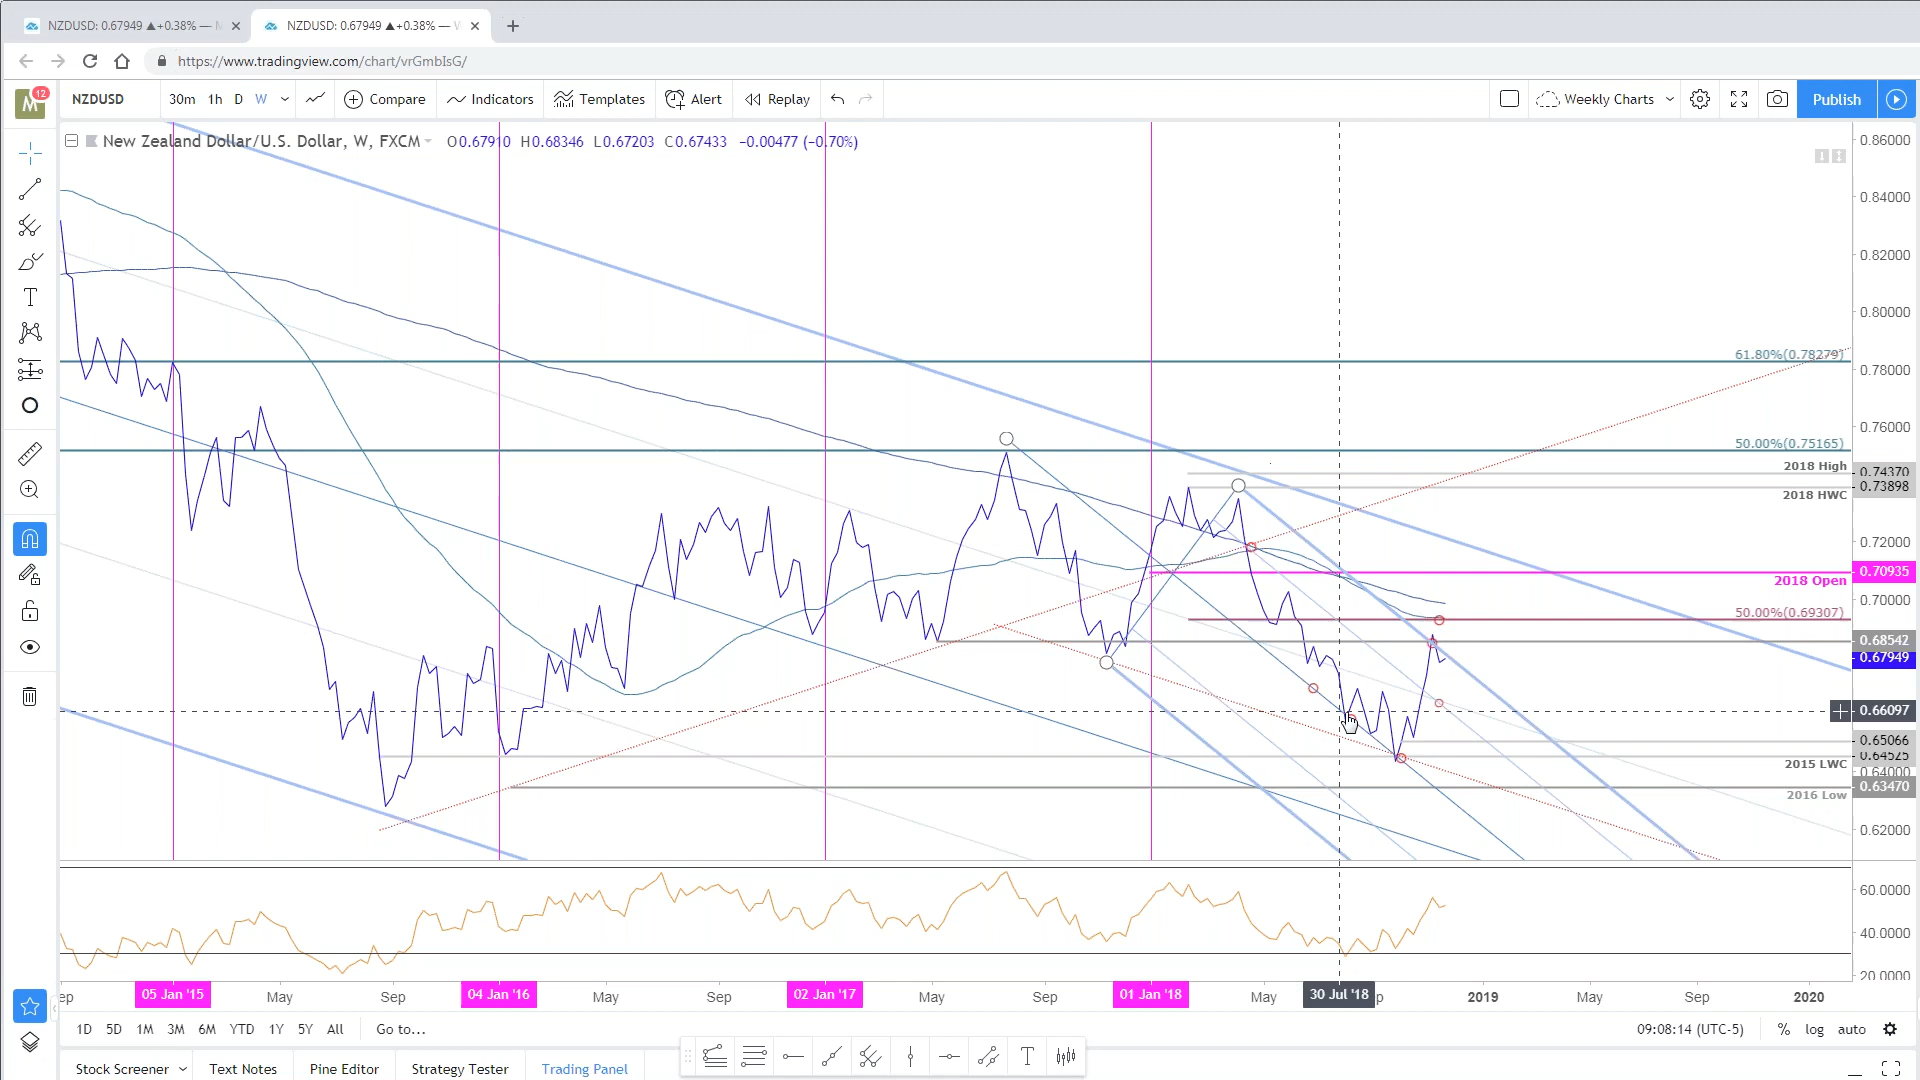 NZDUSD: 0.67949 ▲+0.38% —
NZDUSD: 0.67949 ▲+0.38% —
https://www.tradingview.com/chart/vrGmbIsG/
M 12
NZDUSD 30m 1h D W Compare Indicators Templates Alert Replay Weekly Charts Publish
New Zealand Dollar/U.S. Dollar, W, FXCM O0.67910 H0.68346 L0.67203 C0.67433 −0.00477 (−0.70%)
0.86000
0.84000
0.82000
0.80000
61.80%(0.78279)
0.78000
0.76000
50.00%(0.75165)
2018 High
0.74370
0.73898
2018 HWC
0.72000
0.70935
2018 Open
0.70000
50.00%(0.69307)
0.68542
0.67949
0.66097
0.65066
0.64525
2015 LWC
0.64000
0.63470
2016 Low
0.62000
60.0000
40.0000
20.0000
ep 05 Jan '15 May Sep 04 Jan '16 May Sep 02 Jan '17 May Sep 01 Jan '18 May 30 Jul '18 p 2019 May Sep 2020
1D 5D 1M 3M 6M YTD 1Y 5Y All Go to... 09:08:14 (UTC-5) % log auto
Stock Screener Text Notes Pine Editor Strategy Tester Trading Panel